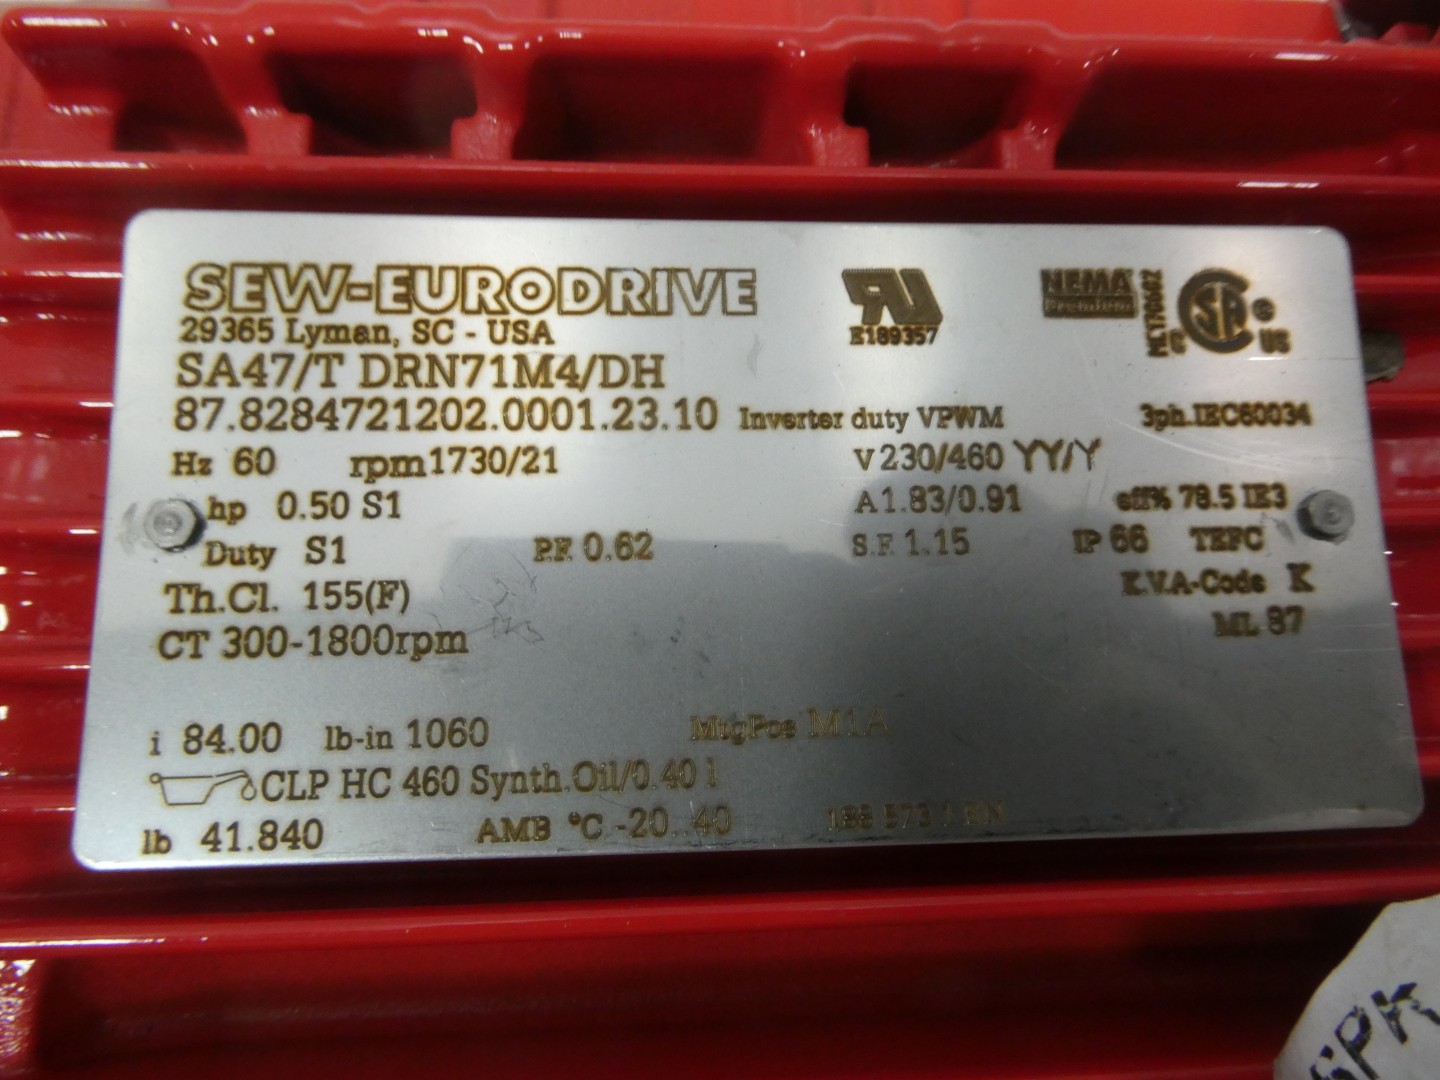 SEW-EURODRIVE
29365 Lyman, SC - USA
E189357
NEMA
Premium
SA
US
SA47/T DRN71M4/DH
87.8284721202.0001.23.10 Inverter duty VPWM 3ph.IEC60034
Hz 60 rpm 1730/21 V 230/460 YY/Y
hp 0.50 S1 A 1.83/0.91 eff% 78.5 IE3
Duty S1 P.F. 0.62 S.F. 1.15 IP 66 TEFC
Th.Cl. 155(F) K.V.A-Code K
CT 300-1800rpm ML 87
i 84.00 lb-in 1060 MtgPos M1A
CLP HC 460 Synth.Oil/0.40 l
lb 41.840 AMB °C -20..40 188 573